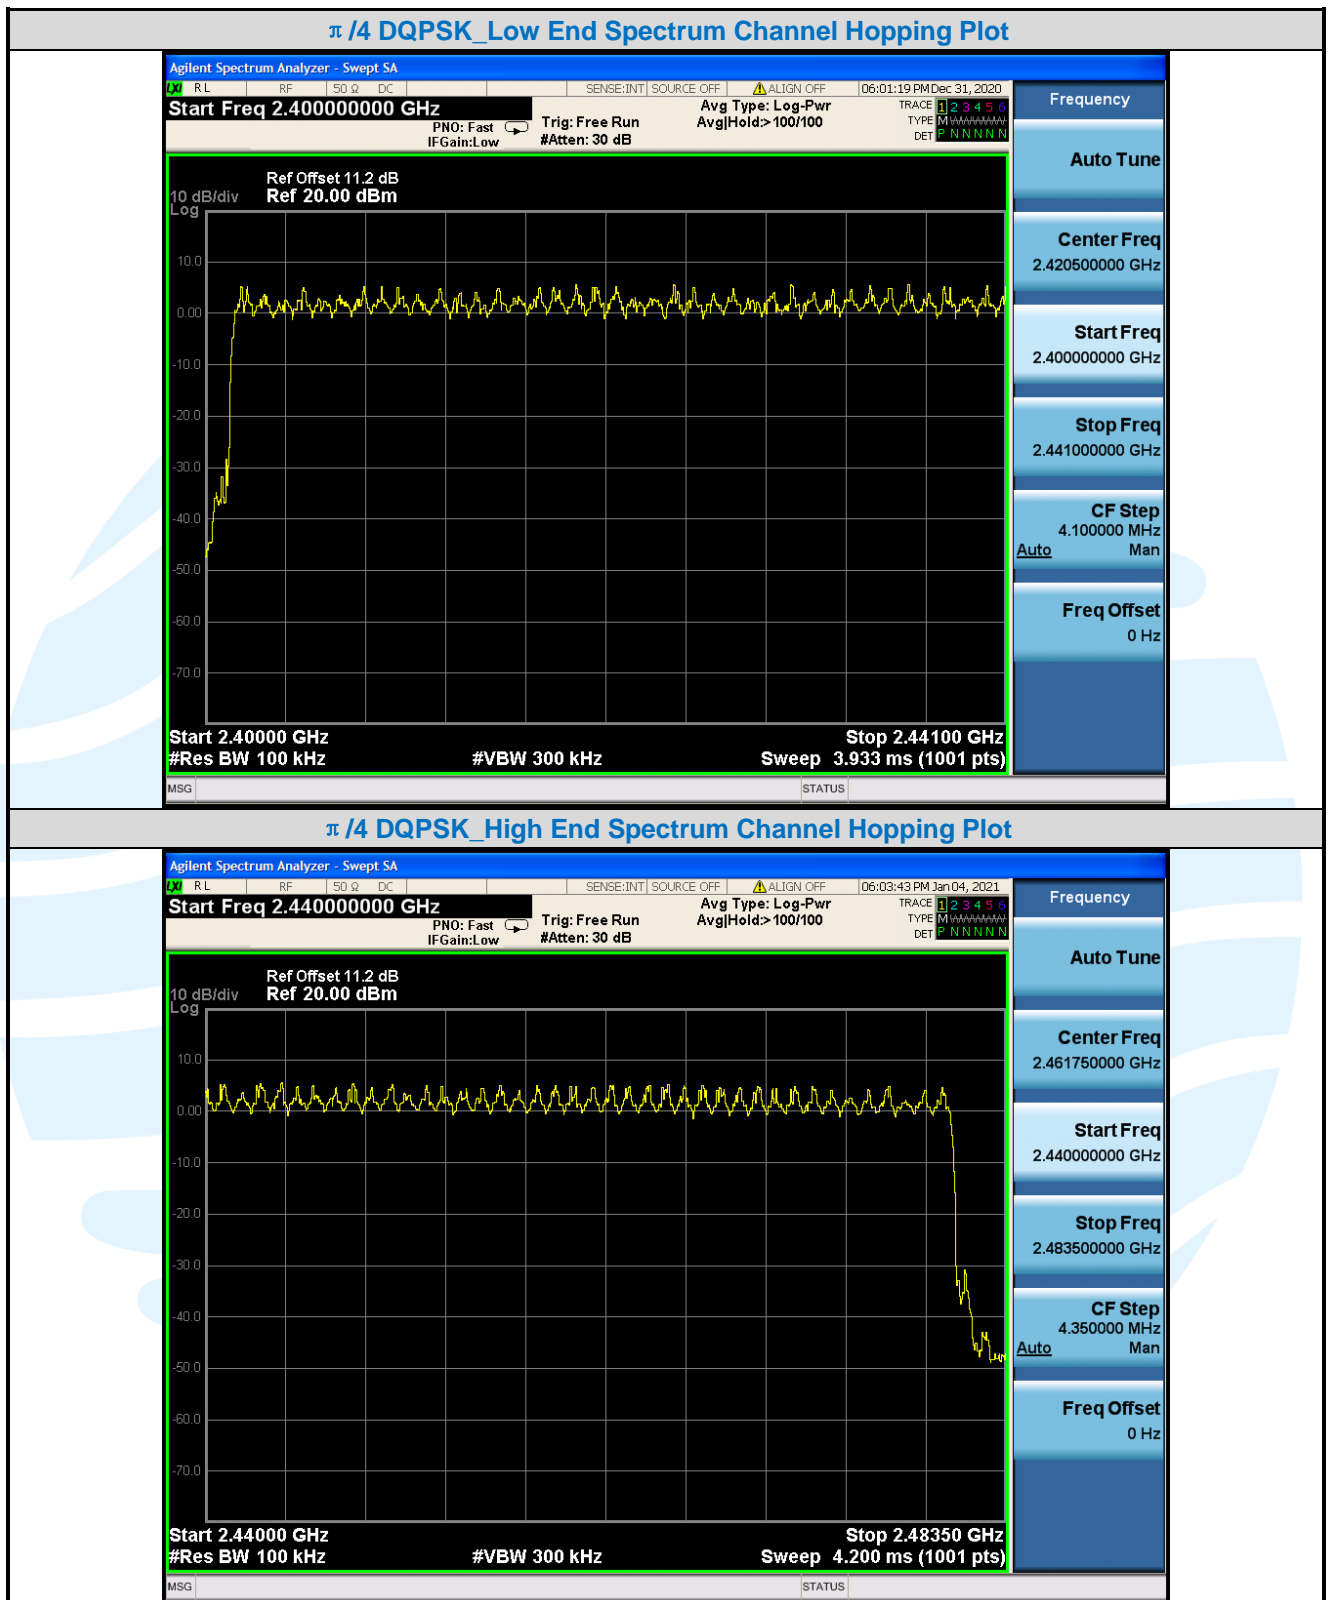 π /4 DQPSK_Low End Spectrum Channel Hopping Plot
Agilent Spectrum Analyzer - Swept SA
LXI RL RF 50 Ω DC SENSE:INT SOURCE OFF ALIGN OFF 06:01:19 PM Dec 31, 2020
Start Freq 2.400000000 GHz
PNO: Fast
IFGain:Low
Trig: Free Run
#Atten: 30 dB
Avg Type: Log-Pwr
Avg|Hold:> 100/100
TRACE 1 2 3 4 5 6
TYPE M
DET P N N N N N
Ref Offset 11.2 dB
10 dB/div Ref 20.00 dBm
Log
10.0
0.00
-10.0
-20.0
-30.0
-40.0
-50.0
-60.0
-70.0
Start 2.40000 GHz Stop 2.44100 GHz
#Res BW 100 kHz #VBW 300 kHz Sweep 3.933 ms (1001 pts)
MSG STATUS
Frequency
Auto Tune
Center Freq
2.420500000 GHz
Start Freq
2.400000000 GHz
Stop Freq
2.441000000 GHz
CF Step
4.100000 MHz
Auto Man
Freq Offset
0 Hz
π /4 DQPSK_High End Spectrum Channel Hopping Plot
Agilent Spectrum Analyzer - Swept SA
LXI RL RF 50 Ω DC SENSE:INT SOURCE OFF ALIGN OFF 06:03:43 PM Jan 04, 2021
Start Freq 2.440000000 GHz
PNO: Fast
IFGain:Low
Trig: Free Run
#Atten: 30 dB
Avg Type: Log-Pwr
Avg|Hold:> 100/100
TRACE 1 2 3 4 5 6
TYPE M
DET P N N N N N
Ref Offset 11.2 dB
10 dB/div Ref 20.00 dBm
Log
10.0
0.00
-10.0
-20.0
-30.0
-40.0
-50.0
-60.0
-70.0
Start 2.44000 GHz Stop 2.48350 GHz
#Res BW 100 kHz #VBW 300 kHz Sweep 4.200 ms (1001 pts)
MSG STATUS
Frequency
Auto Tune
Center Freq
2.461750000 GHz
Start Freq
2.440000000 GHz
Stop Freq
2.483500000 GHz
CF Step
4.350000 MHz
Auto Man
Freq Offset
0 Hz